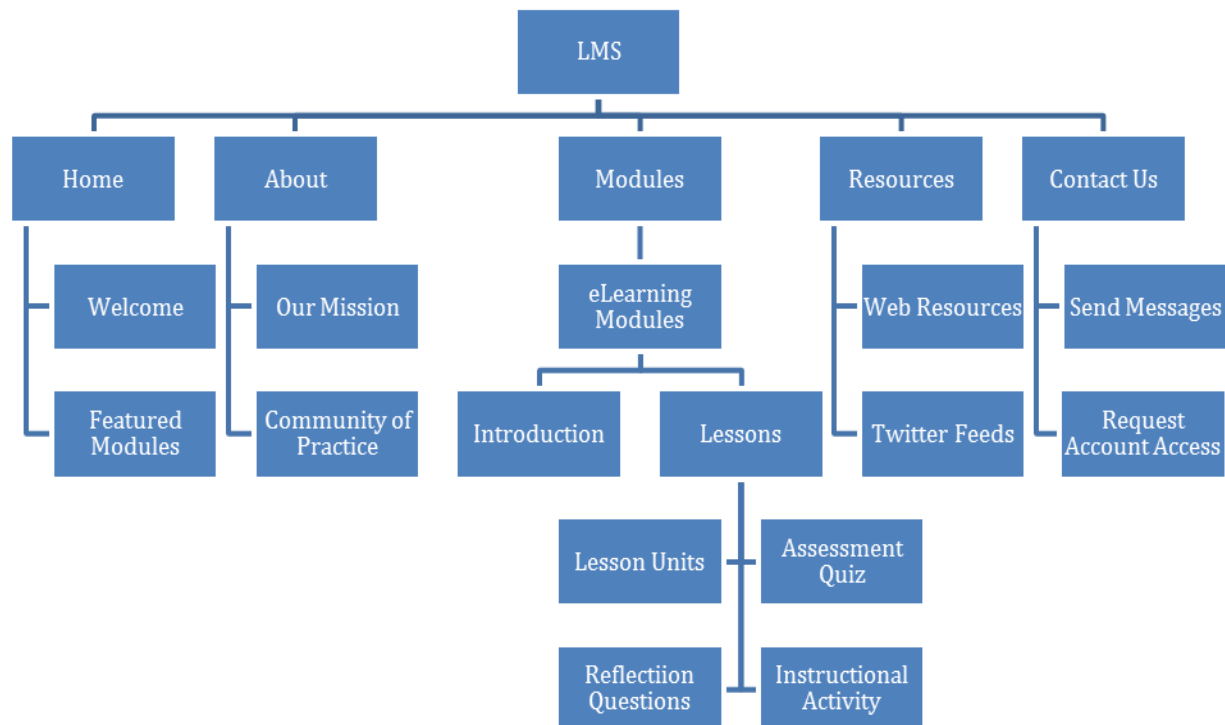 LMS
Home
About
Modules
Resources
Contact Us
Welcome
Our Mission
eLearning
Modules
Web Resources
Send Messages
Featured
Modules
Community of
Practice
Introduction
Lessons
Twitter Feeds
Request
Account Access
Lesson Units
Assessment
Quiz
Reflectiion
Questions
Instructional
Activity